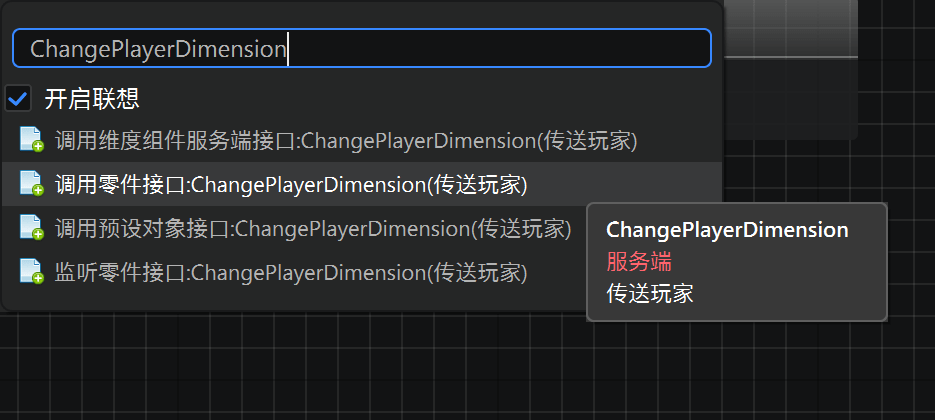 ChangePlayerDimension
开启联想
调用维度组件服务端接口:ChangePlayerDimension(传送玩家)
调用零件接口:ChangePlayerDimension(传送玩家)
调用预设对象接口:ChangePlayerDimension(传送玩家)
监听零件接口:ChangePlayerDimension(传送玩家)
ChangePlayerDimension
服务端
传送玩家